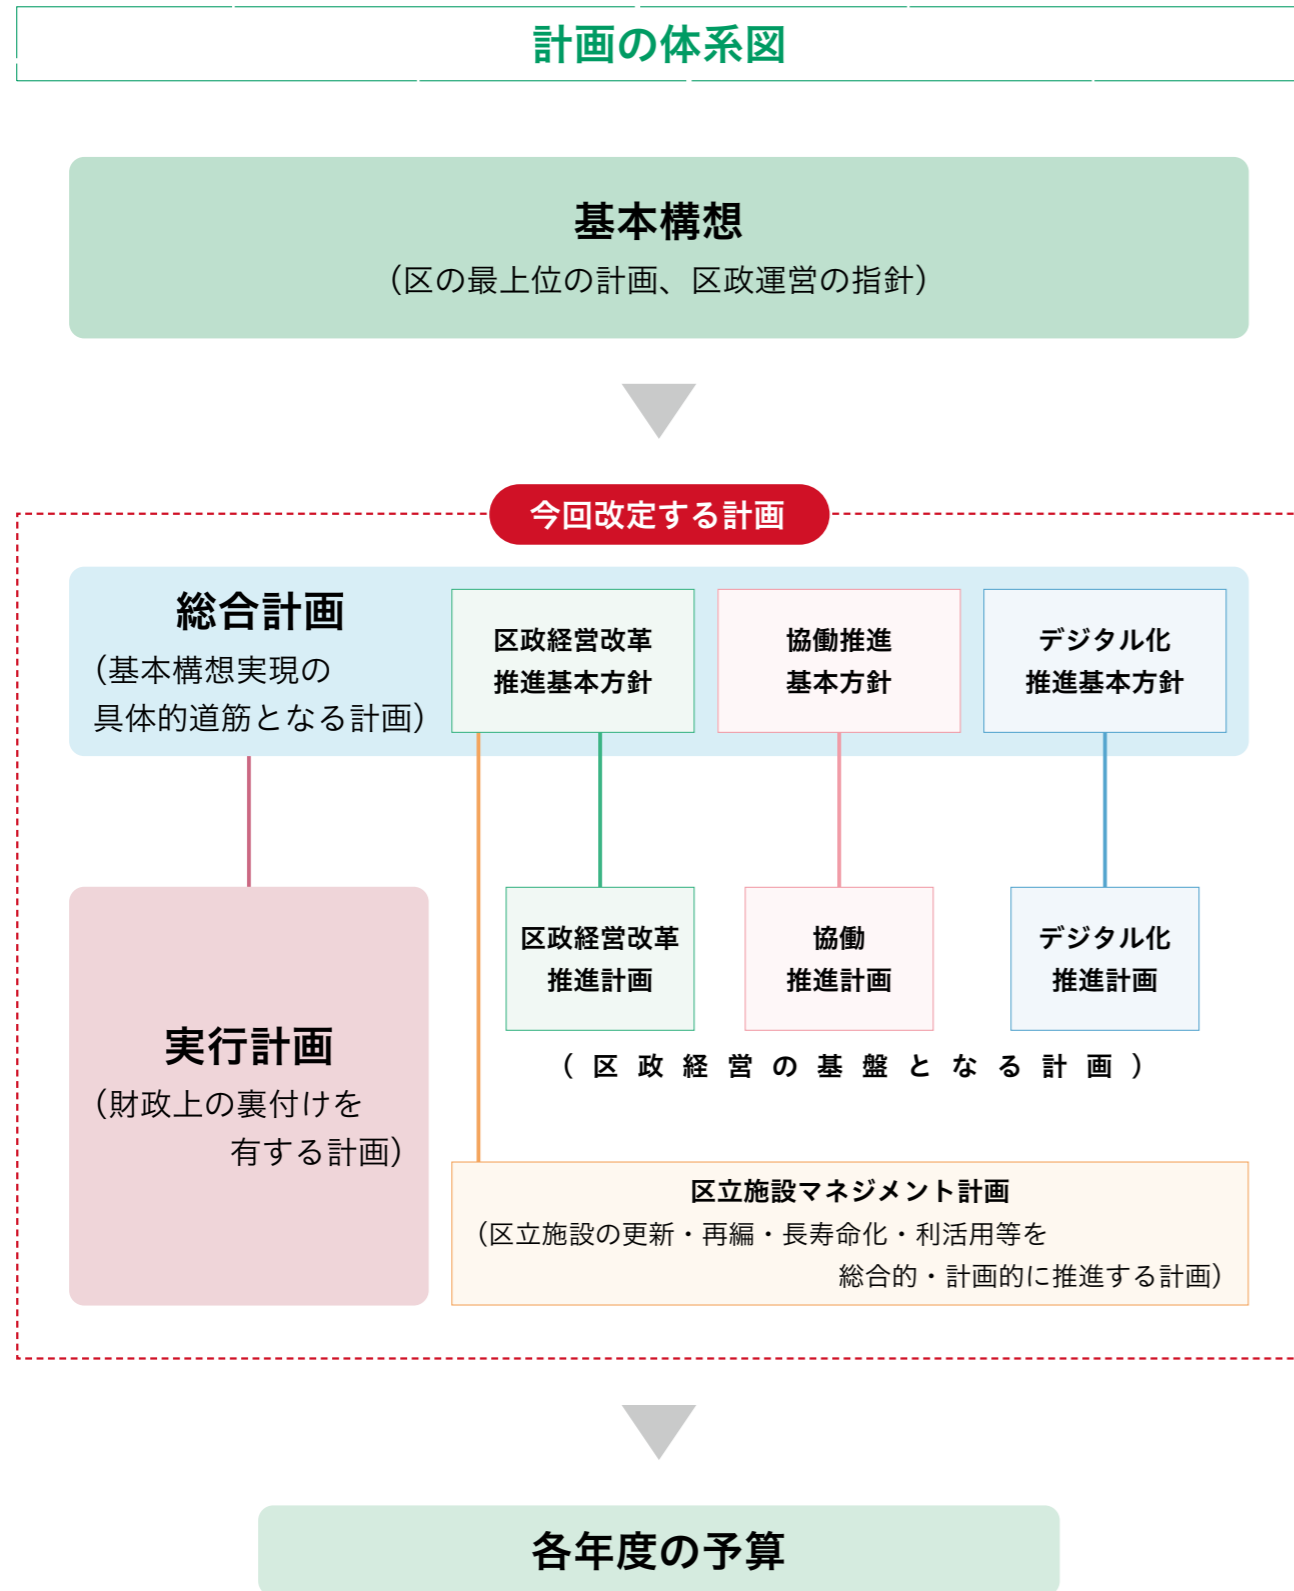 計画の体系図
基本構想
（区の最上位の計画、区政運営の指針）
今回改定する計画
総合計画
（基本構想実現の
具体的道筋となる計画）
区政経営改革
推進基本方針
協働推進
基本方針
デジタル化
推進基本方針
実行計画
（財政上の裏付けを
有する計画）
区政経営改革
推進計画
協働
推進計画
デジタル化
推進計画
（区政経営の基盤となる計画）
区立施設マネジメント計画
（区立施設の更新・再編・長寿命化・利活用等を
総合的・計画的に推進する計画）
各年度の予算